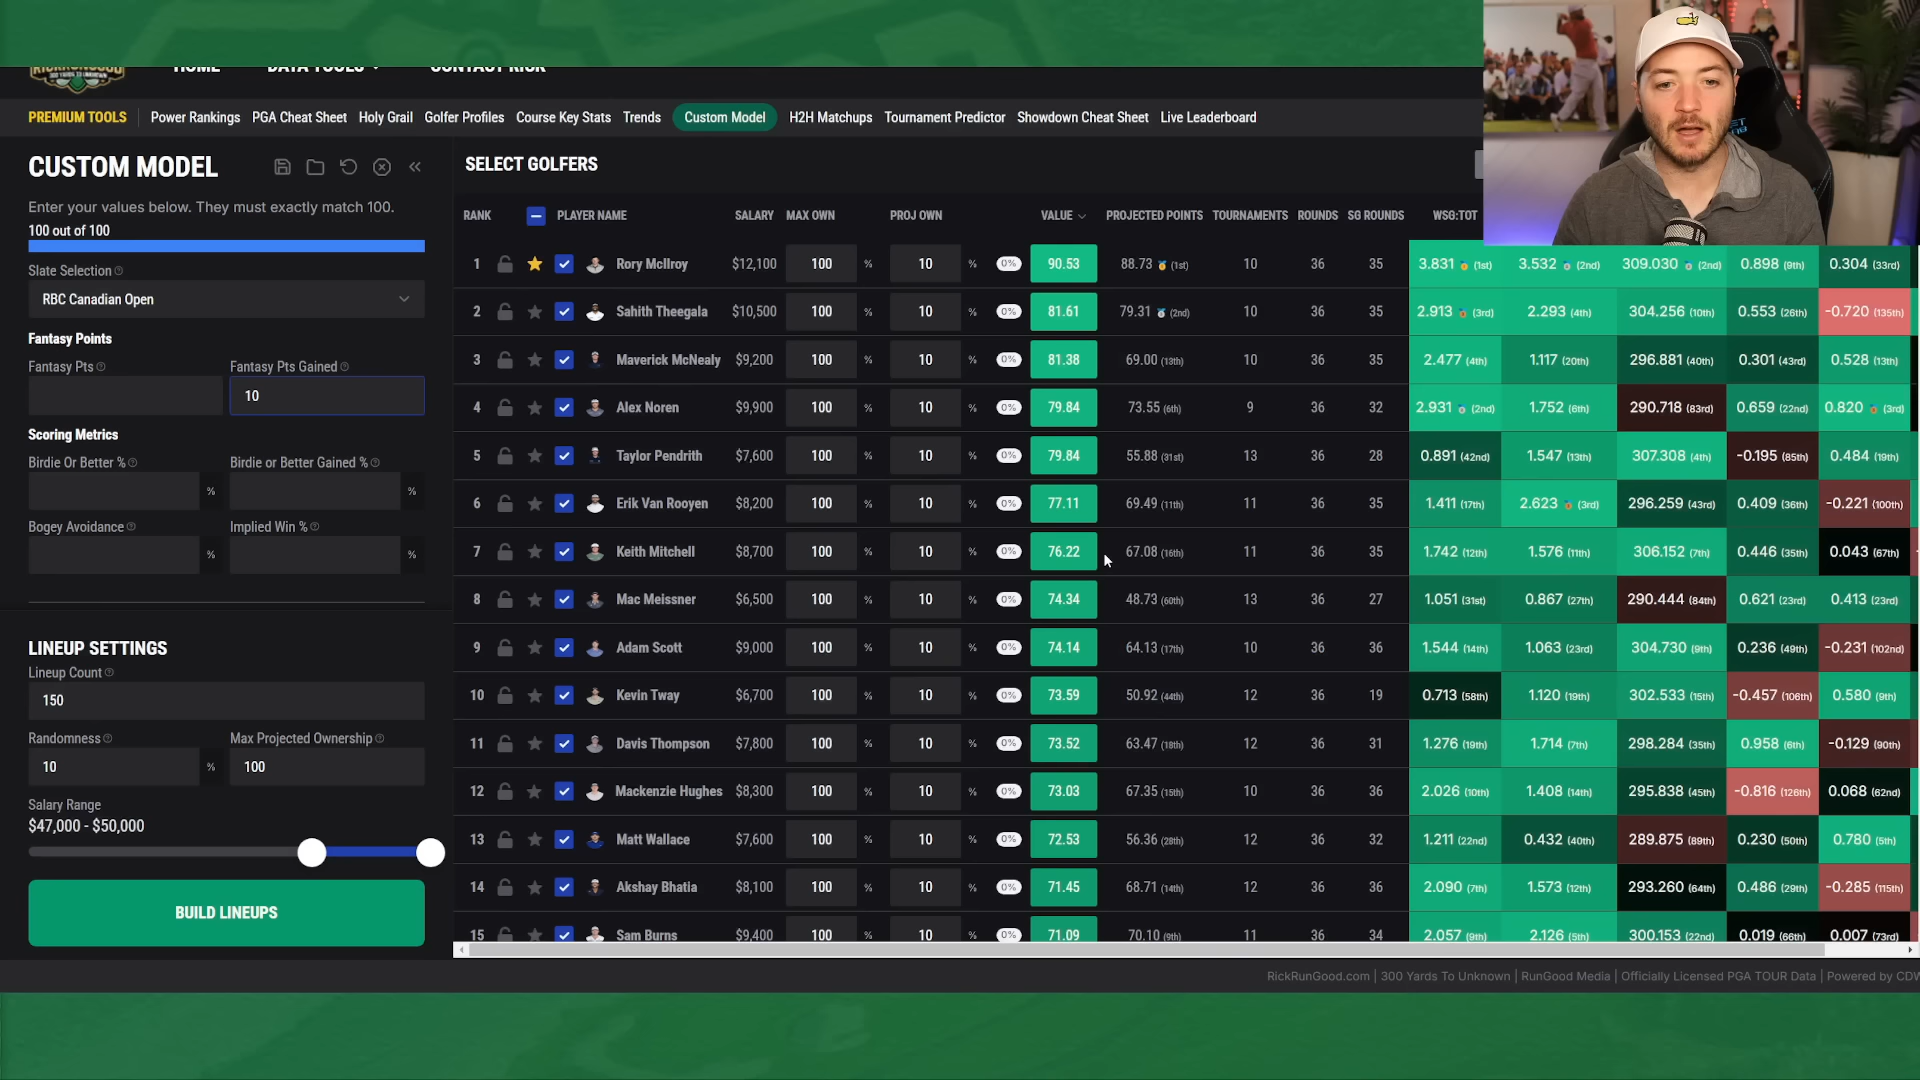 RICKRUNGOOD
300 YARDS TO UNKNOWN
HOME DATA TOOLS CONTACT RICK
PREMIUM TOOLS Power Rankings PGA Cheat Sheet Holy Grail Golfer Profiles Course Key Stats Trends Custom Model H2H Matchups Tournament Predictor Showdown Cheat Sheet Live Leaderboard
CUSTOM MODEL
Enter your values below. They must exactly match 100.
100 out of 100
Slate Selection
RBC Canadian Open
Fantasy Points
Fantasy Pts Fantasy Pts Gained
10
Scoring Metrics
Birdie Or Better % Birdie or Better Gained %
% %
Bogey Avoidance Implied Win %
% %
LINEUP SETTINGS
Lineup Count
150
Randomness Max Projected Ownership
10 % 100
Salary Range
$47,000 - $50,000
BUILD LINEUPS
SELECT GOLFERS
RANK PLAYER NAME SALARY MAX OWN PROJ OWN VALUE PROJECTED POINTS TOURNAMENTS ROUNDS SG ROUNDS WSG:TOT
1 Rory McIlroy $12,100 100 % 10 % 0% 90.53 88.73 (1st) 10 36 35 3.831 (1st) 3.532 (2nd) 309.030 (2nd) 0.898 (9th) 0.304 (33rd)
2 Sahith Theegala $10,500 100 % 10 % 0% 81.61 79.31 (2nd) 10 36 35 2.913 (3rd) 2.293 (4th) 304.256 (10th) 0.553 (26th) -0.720 (135th)
3 Maverick McNealy $9,200 100 % 10 % 0% 81.38 69.00 (13th) 10 36 35 2.477 (4th) 1.117 (20th) 296.881 (40th) 0.301 (43rd) 0.528 (13th)
4 Alex Noren $9,900 100 % 10 % 0% 79.84 73.55 (6th) 9 36 32 2.931 (2nd) 1.752 (6th) 290.718 (83rd) 0.659 (22nd) 0.820 (3rd)
5 Taylor Pendrith $7,600 100 % 10 % 0% 79.84 55.88 (31st) 13 36 28 0.891 (42nd) 1.547 (13th) 307.308 (4th) -0.195 (85th) 0.484 (19th)
6 Erik Van Rooyen $8,200 100 % 10 % 0% 77.11 69.49 (11th) 11 36 35 1.411 (17th) 2.623 (3rd) 296.259 (43rd) 0.409 (36th) -0.221 (100th)
7 Keith Mitchell $8,700 100 % 10 % 0% 76.22 67.08 (16th) 11 36 35 1.742 (12th) 1.576 (11th) 306.152 (7th) 0.446 (35th) 0.043 (67th)
8 Mac Meissner $6,500 100 % 10 % 0% 74.34 48.73 (60th) 13 36 27 1.051 (31st) 0.867 (27th) 290.444 (84th) 0.621 (23rd) 0.413 (23rd)
9 Adam Scott $9,000 100 % 10 % 0% 74.14 64.13 (17th) 10 36 36 1.544 (14th) 1.063 (23rd) 304.730 (9th) 0.236 (49th) -0.231 (102nd)
10 Kevin Tway $6,700 100 % 10 % 0% 73.59 50.92 (44th) 12 36 19 0.713 (58th) 1.120 (19th) 302.533 (15th) -0.457 (106th) 0.580 (9th)
11 Davis Thompson $7,800 100 % 10 % 0% 73.52 63.47 (18th) 12 36 31 1.276 (19th) 1.714 (7th) 298.284 (35th) 0.958 (6th) -0.129 (90th)
12 Mackenzie Hughes $8,300 100 % 10 % 0% 73.03 67.35 (15th) 10 36 36 2.026 (10th) 1.408 (14th) 295.838 (45th) -0.816 (126th) 0.068 (62nd)
13 Matt Wallace $7,600 100 % 10 % 0% 72.53 56.36 (28th) 12 36 32 1.211 (22nd) 0.432 (40th) 289.875 (89th) 0.230 (50th) 0.780 (5th)
14 Akshay Bhatia $8,100 100 % 10 % 0% 71.45 68.71 (14th) 12 36 36 2.090 (7th) 1.573 (12th) 293.260 (64th) 0.486 (29th) -0.285 (115th)
15 Sam Burns $9,400 100 % 10 % 0% 71.09 70.10 (9th) 11 36 34 2.057 (9th) 2.126 (5th) 300.153 (22nd) 0.019 (66th) 0.007 (73rd)
RickRunGood.com | 300 Yards To Unknown | RunGood Media | Officially Licensed PGA TOUR Data | Powered by CDW